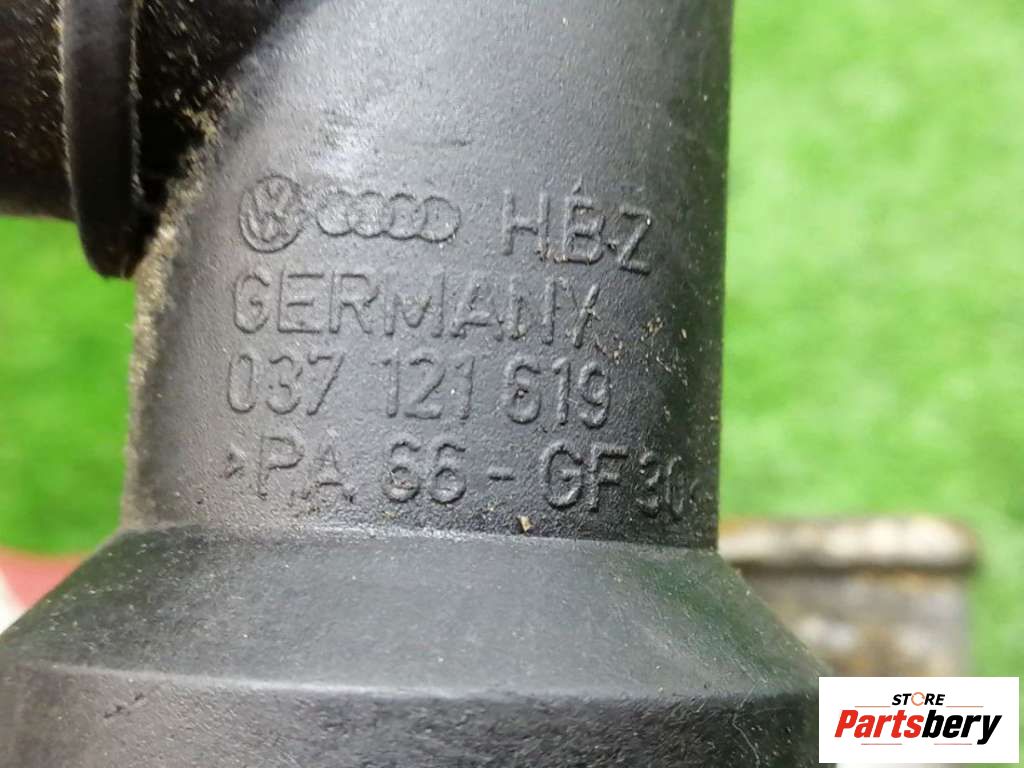 HBZ
GERMANY
037 121 619
>PA 66 - GF30<
STORE
Partsbery